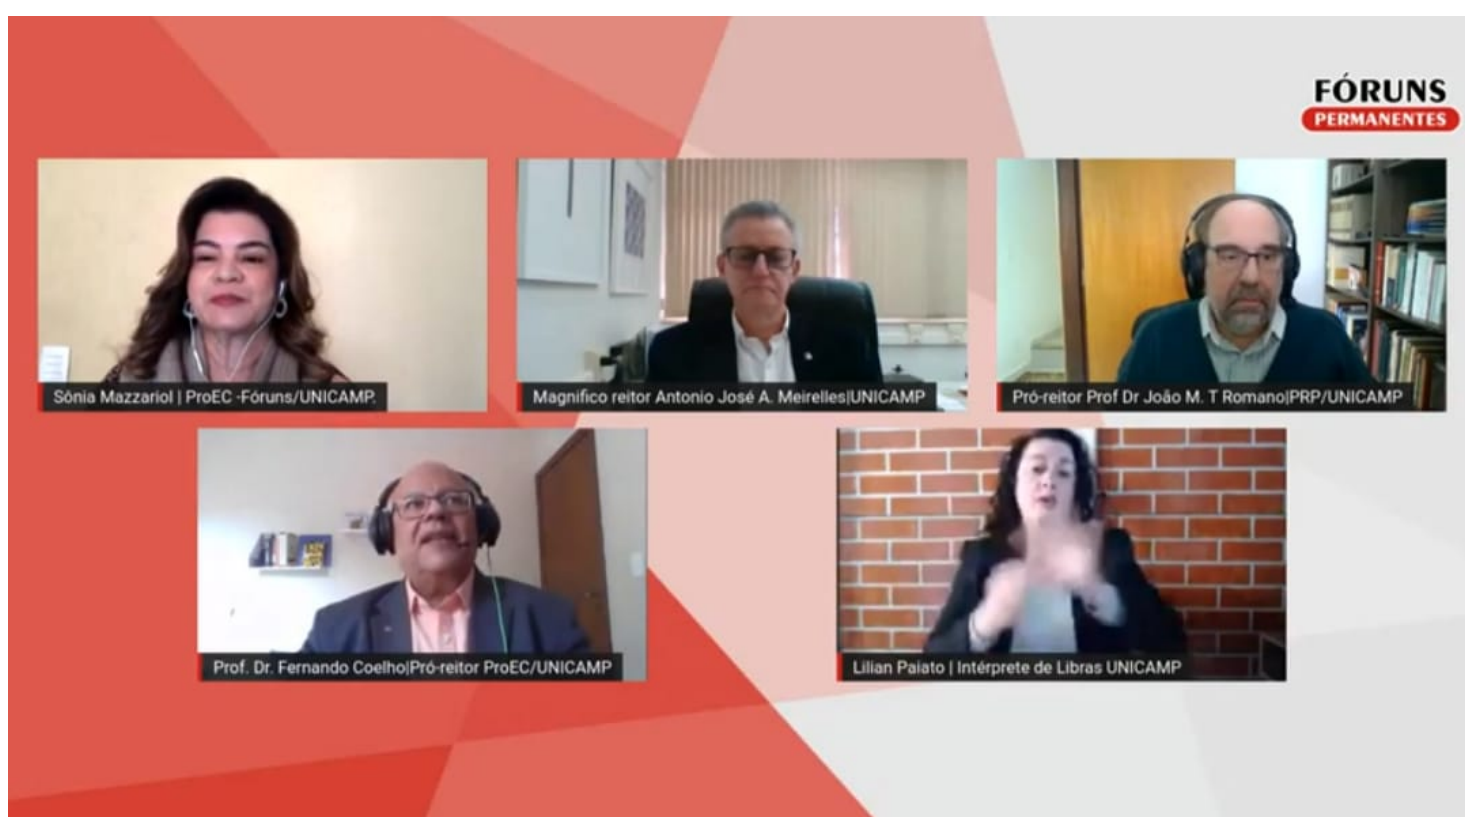 FÓRUNS
PERMANENTES
Sônia Mazzariol | ProEC -Fóruns/UNICAMP.
Magnífico reitor Antonio José A. Meirelles|UNICAMP
Pró-reitor Prof Dr João M. T Romano|PRP/UNICAMP
Prof. Dr. Fernando Coelho|Pró-reitor ProEC/UNICAMP
Lilian Paiato | Intérprete de Libras UNICAMP